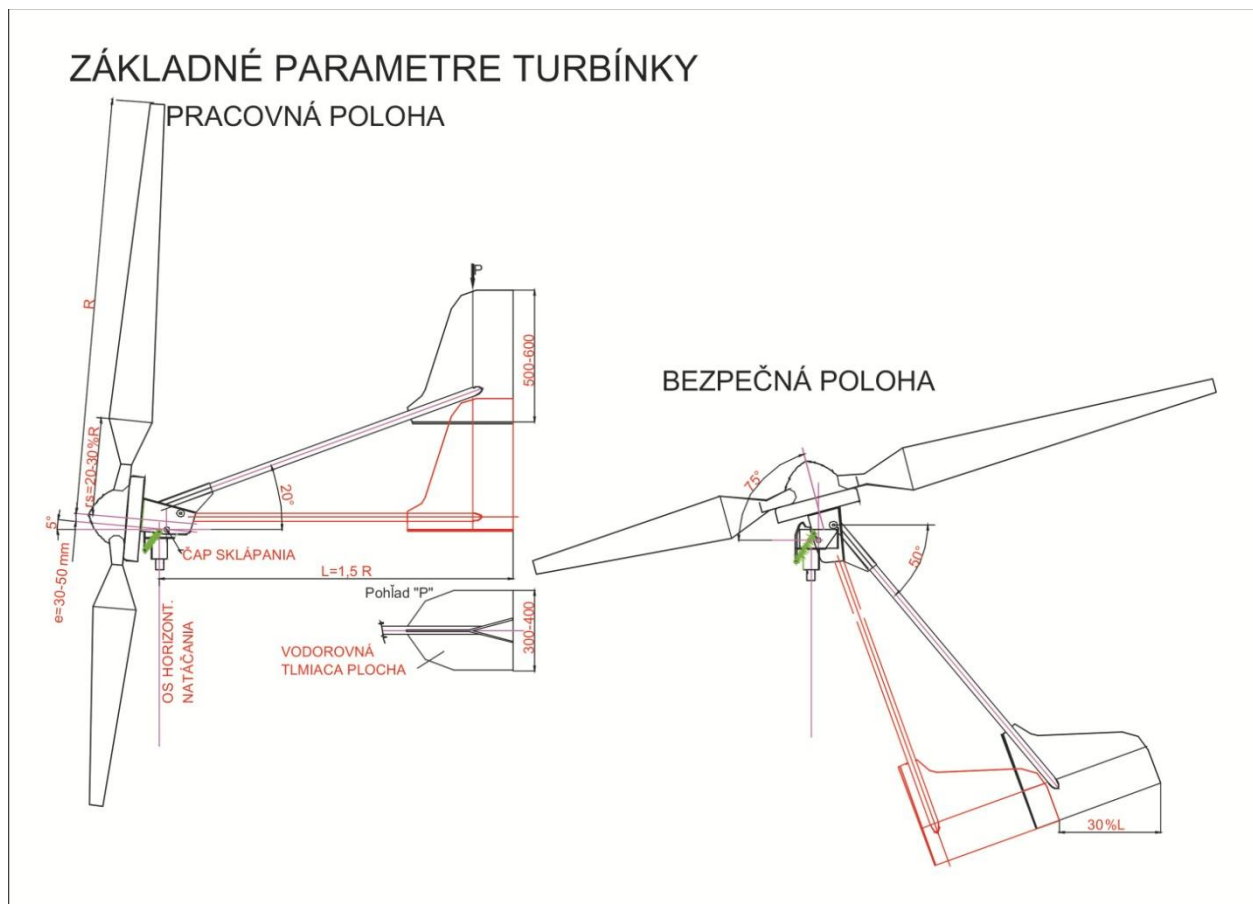 ZÁKLADNÉ PARAMETRE TURBÍNKY
PRACOVNÁ POLOHA
R
P
500-600
BEZPEČNÁ POLOHA
rs=20-30%R
20°
75°
5°
e=30-50 mm
ČAP SKLÁPANIA
L=1,5 R
50°
Pohľad "P"
300-400
VODOROVNÁ
TLMIACA PLOCHA
OS HORIZONT.
NATÁČANIA
30%L